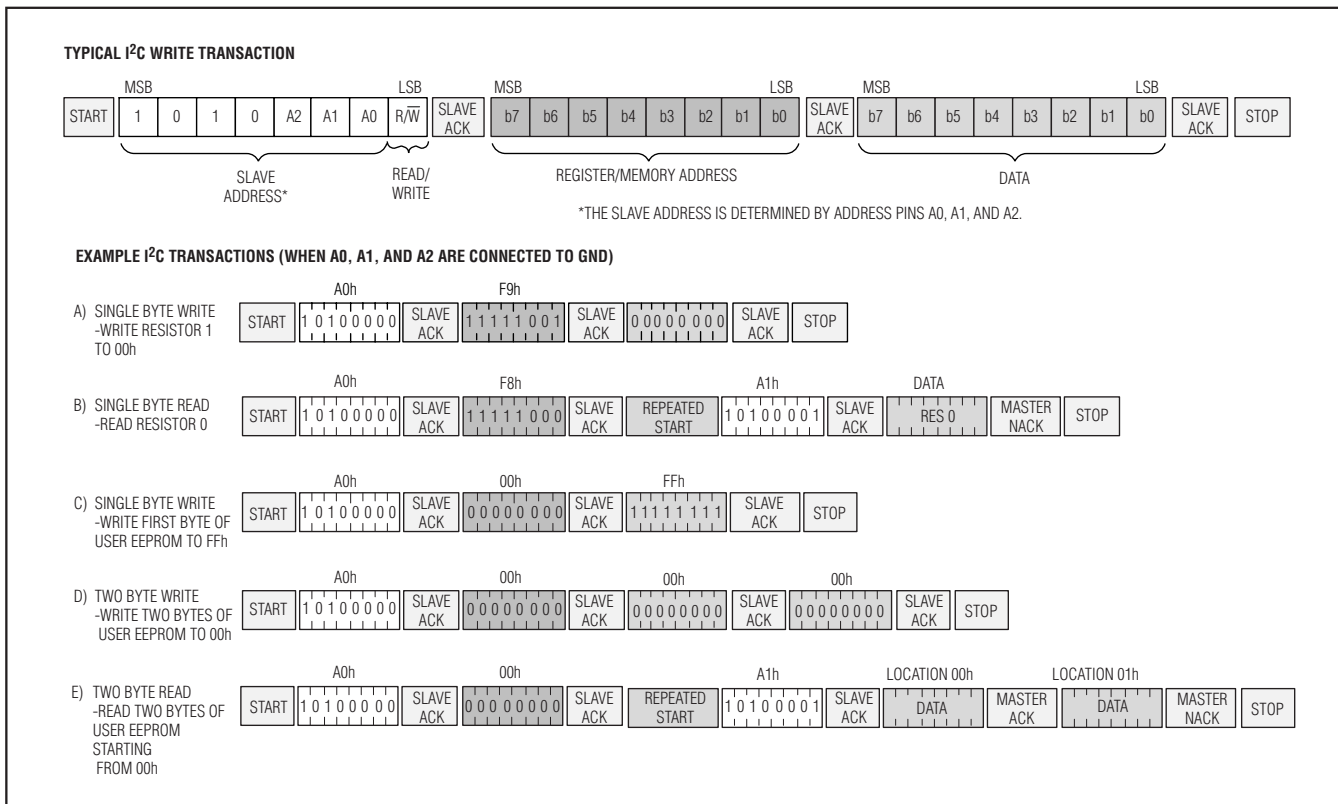 TYPICAL I2C WRITE TRANSACTION
MSB LSB MSB LSB MSB LSB
START 1 0 1 0 A2 A1 A0 R/W̅ SLAVE ACK b7 b6 b5 b4 b3 b2 b1 b0 SLAVE ACK b7 b6 b5 b4 b3 b2 b1 b0 SLAVE ACK STOP
SLAVE ADDRESS* READ/WRITE REGISTER/MEMORY ADDRESS DATA
*THE SLAVE ADDRESS IS DETERMINED BY ADDRESS PINS A0, A1, AND A2.
EXAMPLE I2C TRANSACTIONS (WHEN A0, A1, AND A2 ARE CONNECTED TO GND)
A0h F9h
A) SINGLE BYTE WRITE
-WRITE RESISTOR 1
TO 00h
START 1 0 1 0 0 0 0 0 SLAVE ACK 1 1 1 1 1 0 0 1 SLAVE ACK 0 0 0 0 0 0 0 0 SLAVE ACK STOP
A0h F8h A1h DATA
B) SINGLE BYTE READ
-READ RESISTOR 0
START 1 0 1 0 0 0 0 0 SLAVE ACK 1 1 1 1 1 0 0 0 SLAVE ACK REPEATED START 1 0 1 0 0 0 0 1 SLAVE ACK RES 0 MASTER NACK STOP
A0h 00h FFh
C) SINGLE BYTE WRITE
-WRITE FIRST BYTE OF
USER EEPROM TO FFh
START 1 0 1 0 0 0 0 0 SLAVE ACK 0 0 0 0 0 0 0 0 SLAVE ACK 1 1 1 1 1 1 1 1 SLAVE ACK STOP
A0h 00h 00h 00h
D) TWO BYTE WRITE
-WRITE TWO BYTES OF
USER EEPROM TO 00h
START 1 0 1 0 0 0 0 0 SLAVE ACK 0 0 0 0 0 0 0 0 SLAVE ACK 0 0 0 0 0 0 0 0 SLAVE ACK 0 0 0 0 0 0 0 0 SLAVE ACK STOP
A0h 00h A1h LOCATION 00h LOCATION 01h
E) TWO BYTE READ
-READ TWO BYTES OF
USER EEPROM
STARTING
FROM 00h
START 1 0 1 0 0 0 0 0 SLAVE ACK 0 0 0 0 0 0 0 0 SLAVE ACK REPEATED START 1 0 1 0 0 0 0 1 SLAVE ACK DATA MASTER ACK DATA MASTER NACK STOP